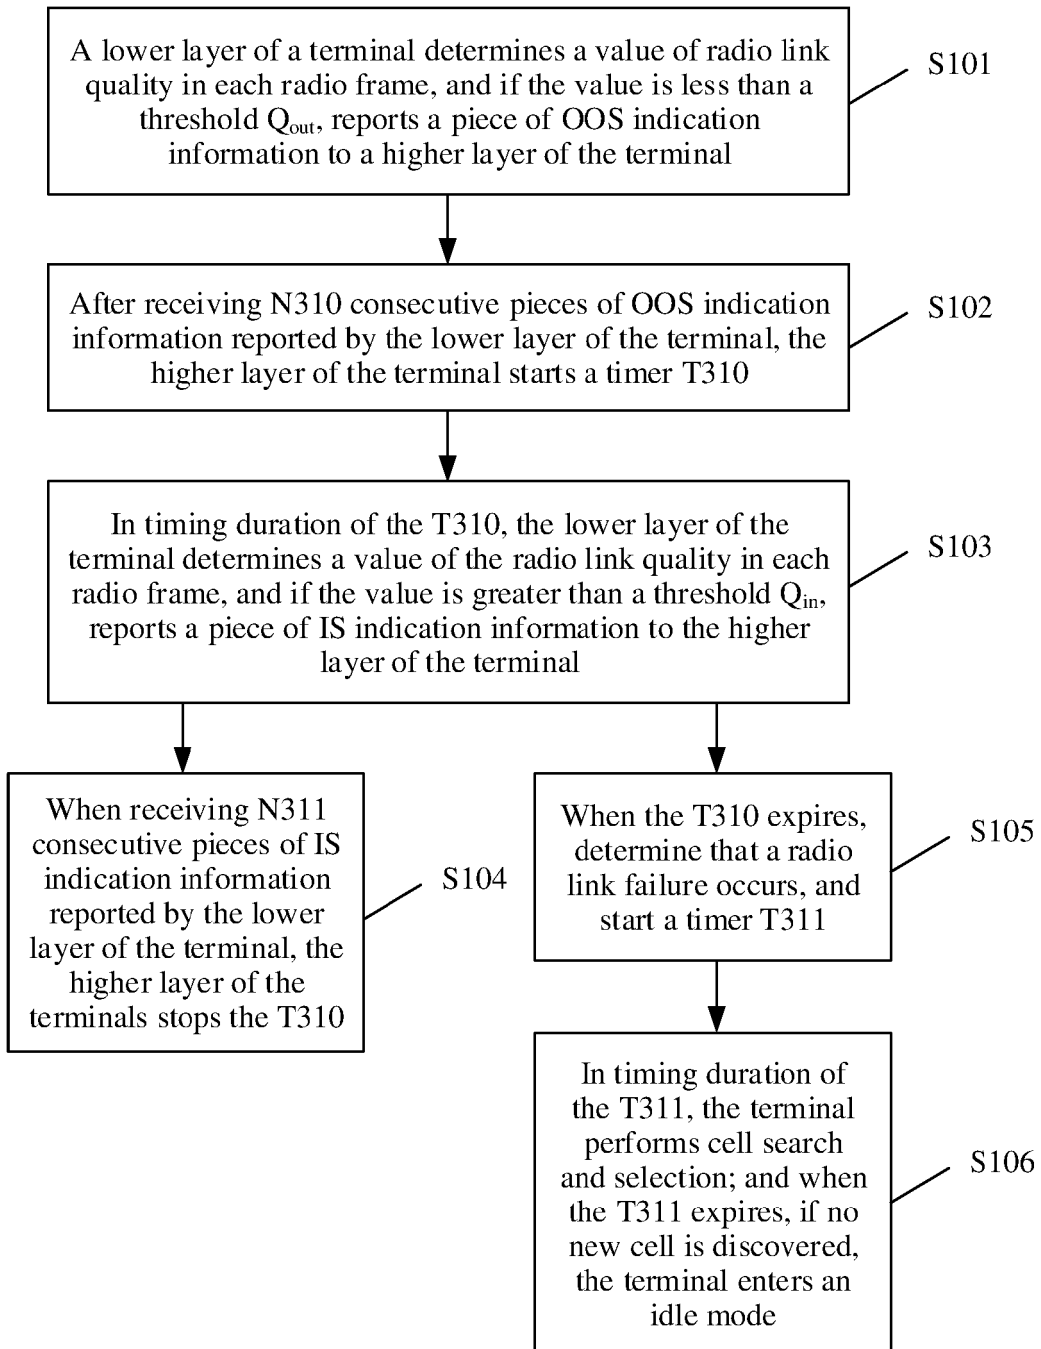 A lower layer of a terminal determines a value of radio link
quality in each radio frame, and if the value is less than a
threshold Qout, reports a piece of OOS indication
information to a higher layer of the terminal
S101
After receiving N310 consecutive pieces of OOS indication
information reported by the lower layer of the terminal, the
higher layer of the terminal starts a timer T310
S102
In timing duration of the T310, the lower layer of the
terminal determines a value of the radio link quality in each
radio frame, and if the value is greater than a threshold Qin,
reports a piece of IS indication information to the higher
layer of the terminal
S103
When receiving N311
consecutive pieces of IS
indication information
reported by the lower
layer of the terminal, the
higher layer of the
terminals stops the T310
S104
When the T310 expires,
determine that a radio
link failure occurs, and
start a timer T311
S105
In timing duration of
the T311, the terminal
performs cell search
and selection; and when
the T311 expires, if no
new cell is discovered,
the terminal enters an
idle mode
S106